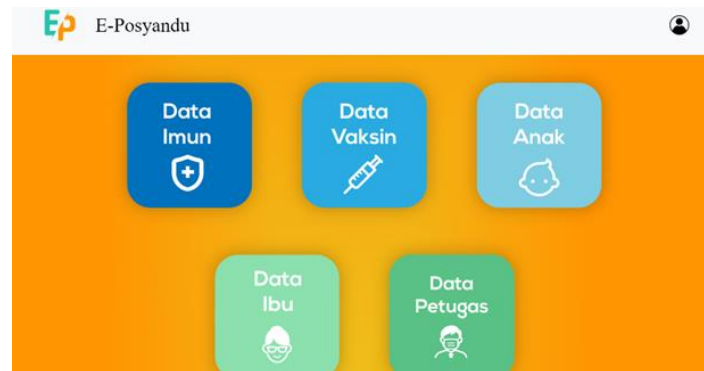 Ep E-Posyandu
Data
Imun
Data
Vaksin
Data
Anak
Data
Ibu
Data
Petugas